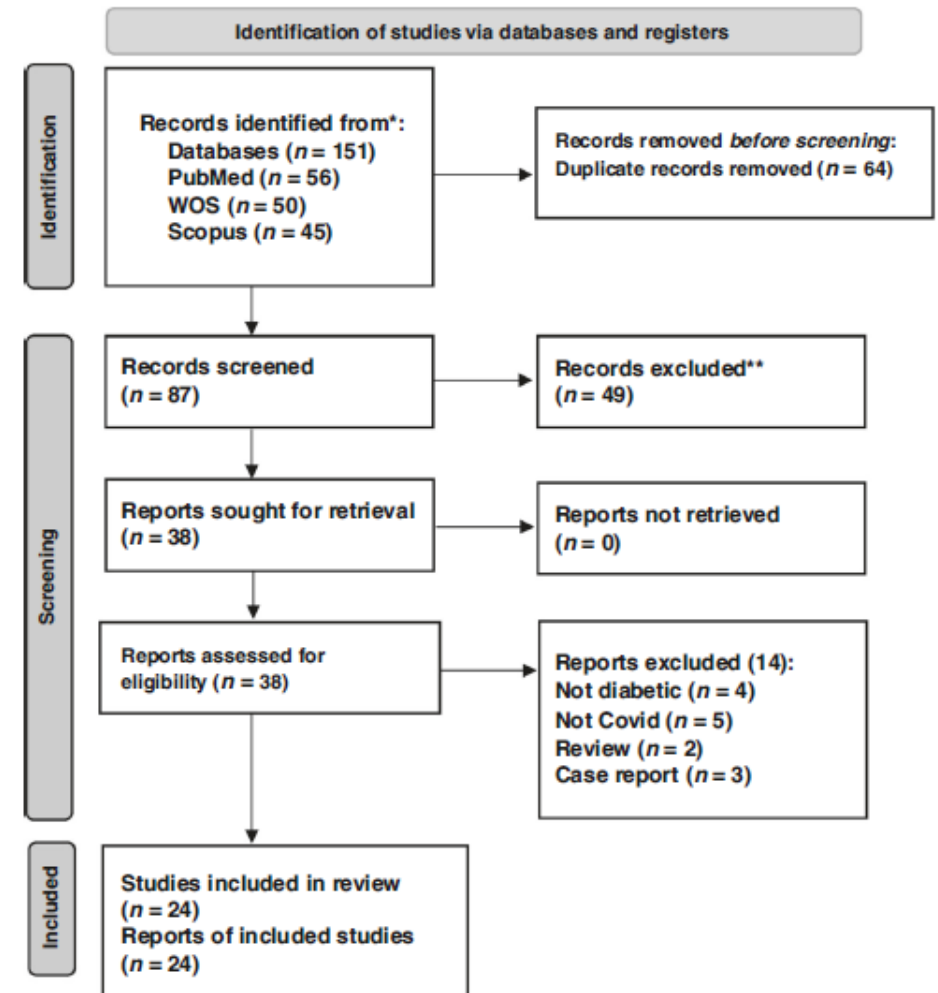 Identification of studies via databases and registers
Identification
Records identified from*:
Databases (n = 151)
PubMed (n = 56)
WOS (n = 50)
Scopus (n = 45)
Records removed before screening:
Duplicate records removed (n = 64)
Screening
Records screened
(n = 87)
Records excluded**
(n = 49)
Reports sought for retrieval
(n = 38)
Reports not retrieved
(n = 0)
Reports assessed for
eligibility (n = 38)
Reports excluded (14):
Not diabetic (n = 4)
Not Covid (n = 5)
Review (n = 2)
Case report (n = 3)
Included
Studies included in review
(n = 24)
Reports of included studies
(n = 24)